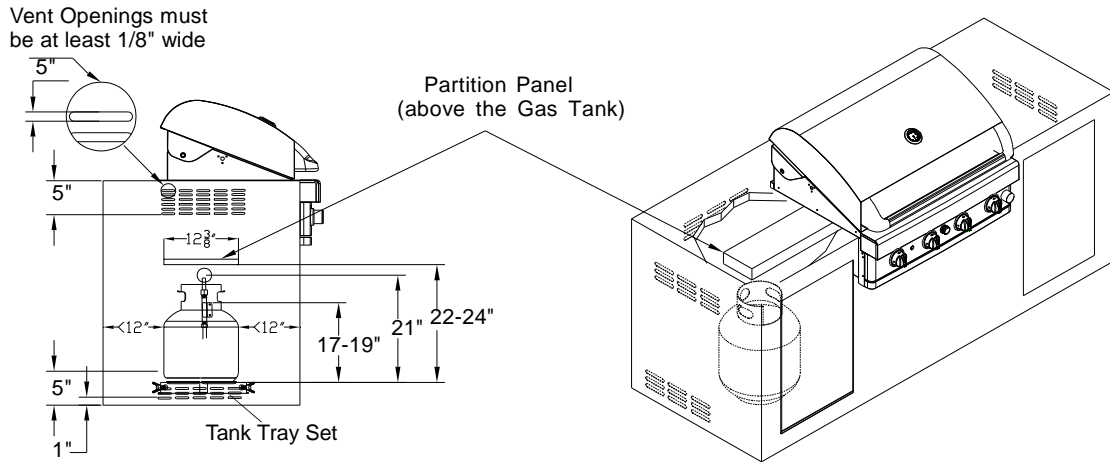 Vent Openings must
be at least 1/8" wide
5"
Partition Panel
(above the Gas Tank)
5"
12 3/8"
<12"
<12"
17-19"
21"
22-24"
5"
1"
Tank Tray Set